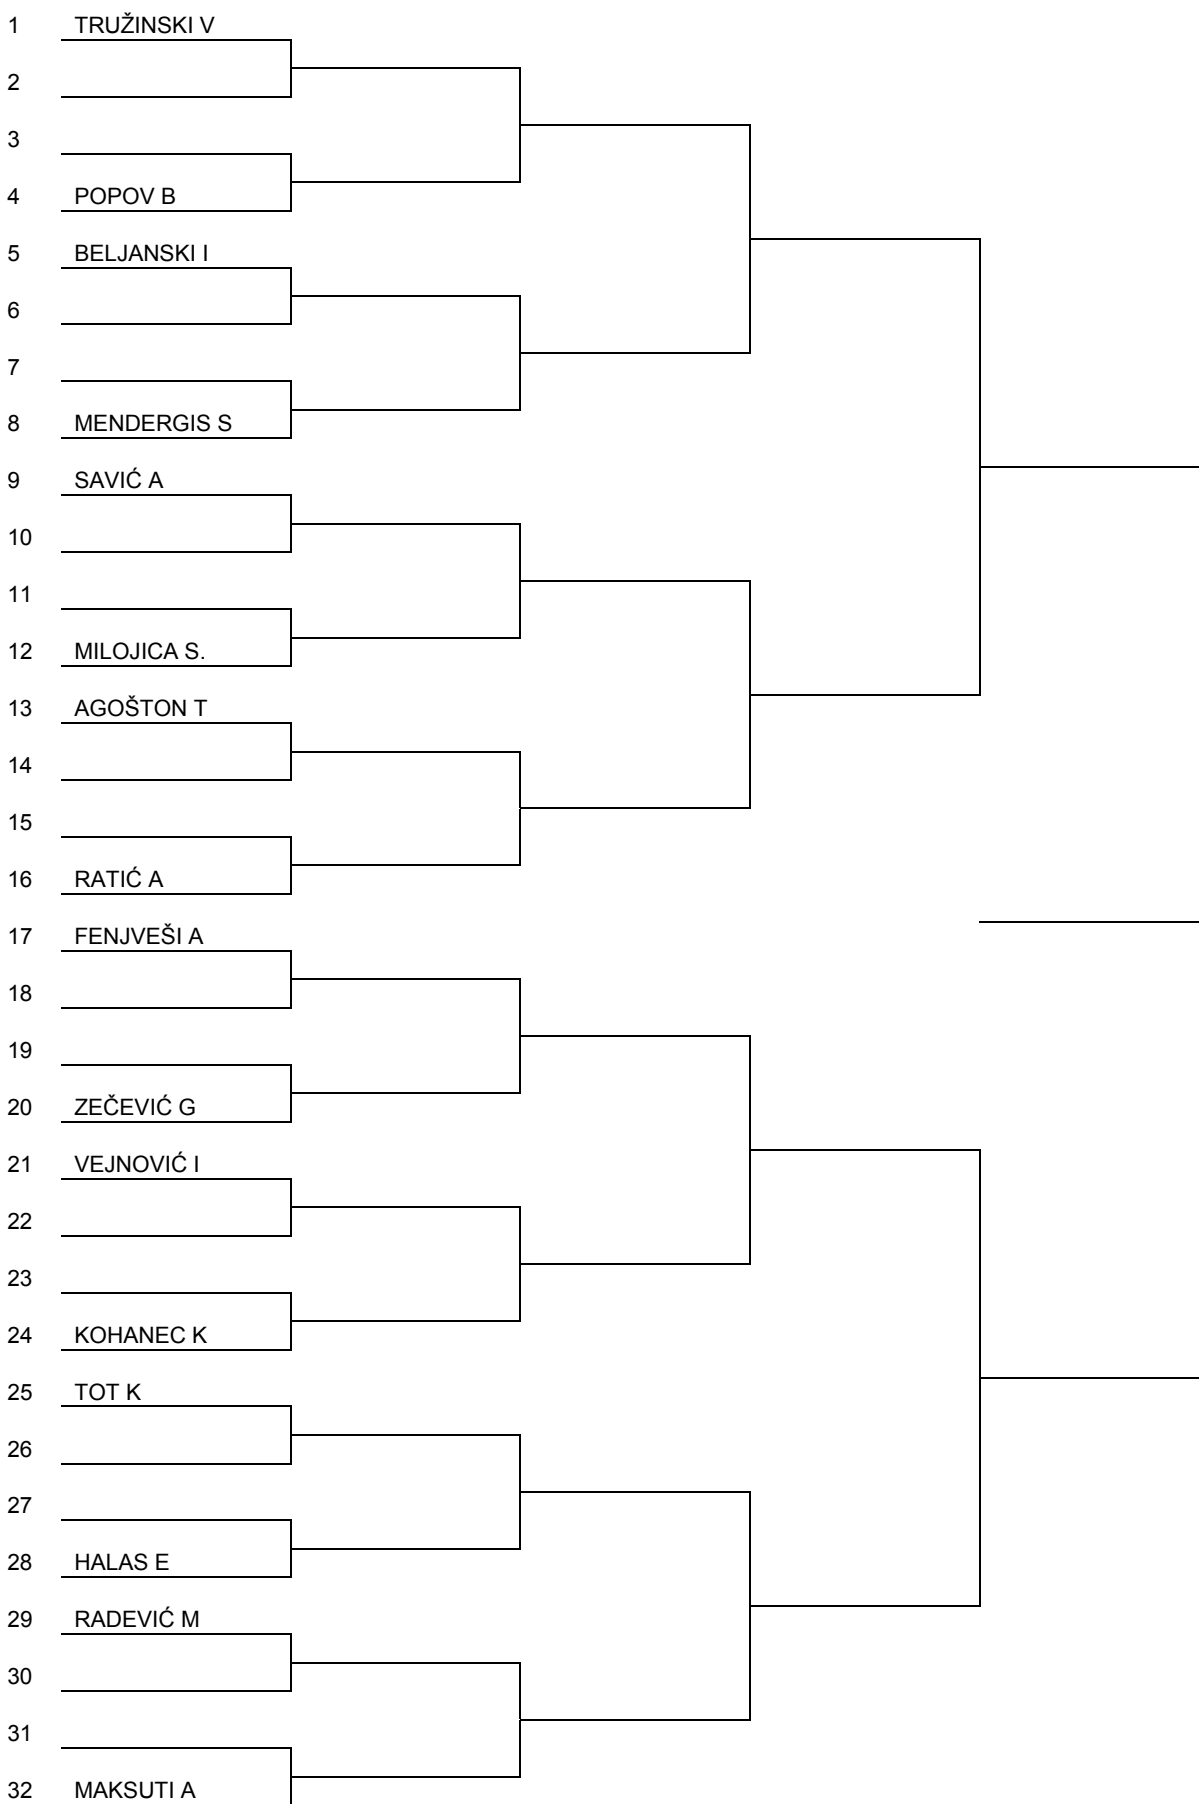 1 TRUŽINSKI V
2
3
4 POPOV B
5 BELJANSKI I
6
7
8 MENDERGIS S
9 SAVIĆ A
10
11
12 MILOJICA S.
13 AGOŠTON T
14
15
16 RATIĆ A
17 FENJVEŠI A
18
19
20 ZEČEVIĆ G
21 VEJNOVIĆ I
22
23
24 KOHANEC K
25 TOT K
26
27
28 HALAS E
29 RADEVIĆ M
30
31
32 MAKSUTI A